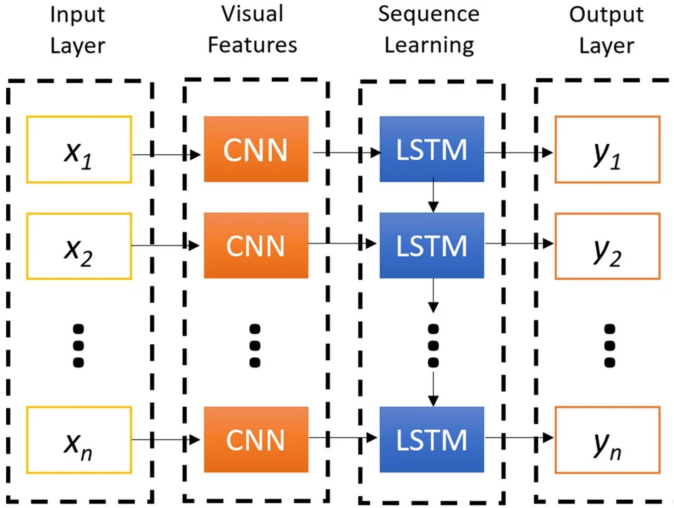 Input Layer
Visual Features
Sequence Learning
Output Layer
x1 CNN LSTM y1
x2 CNN LSTM y2
xn CNN LSTM yn